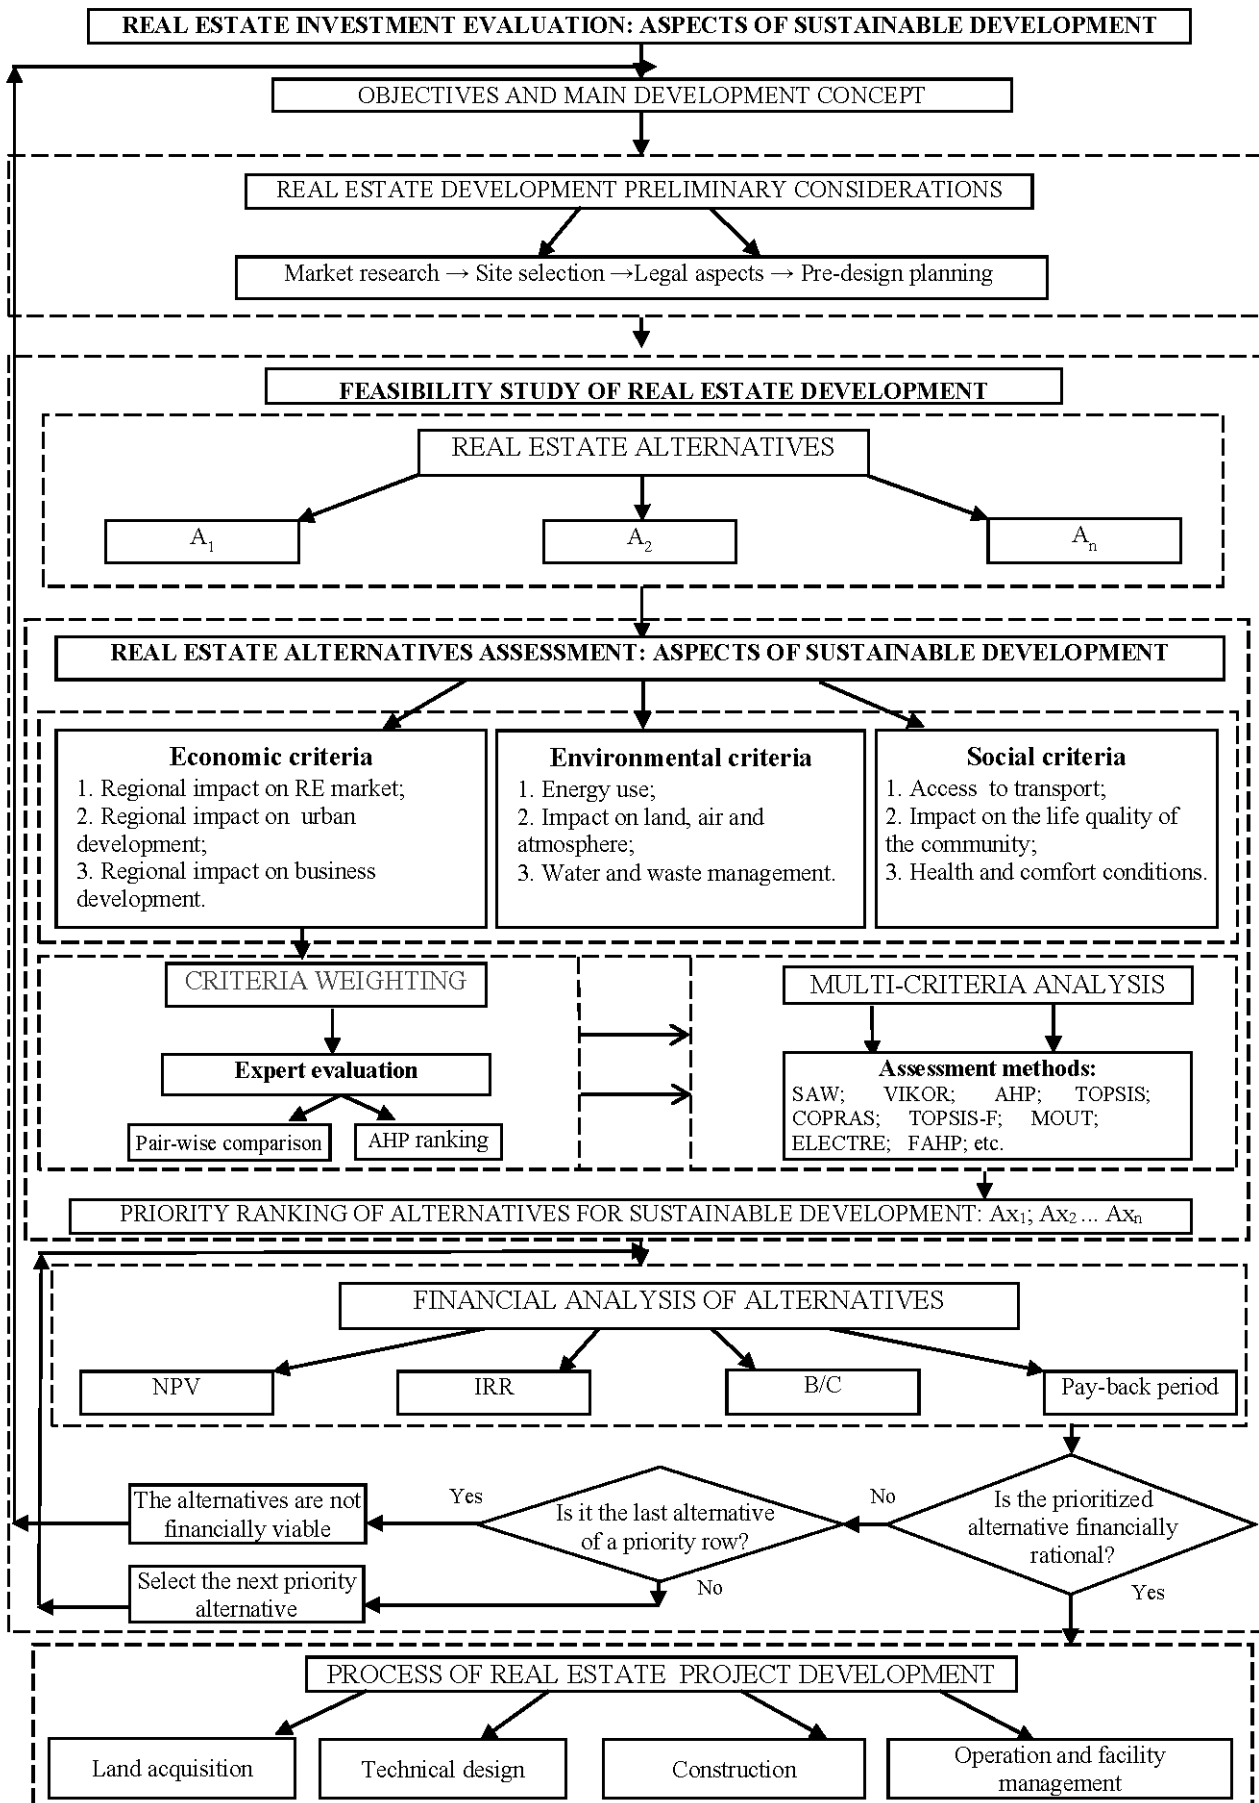 REAL ESTATE INVESTMENT EVALUATION: ASPECTS OF SUSTAINABLE DEVELOPMENT
OBJECTIVES AND MAIN DEVELOPMENT CONCEPT
REAL ESTATE DEVELOPMENT PRELIMINARY CONSIDERATIONS
Market research → Site selection →Legal aspects → Pre-design planning
FEASIBILITY STUDY OF REAL ESTATE DEVELOPMENT
REAL ESTATE ALTERNATIVES
A₁
A₂
Aₙ
REAL ESTATE ALTERNATIVES ASSESSMENT: ASPECTS OF SUSTAINABLE DEVELOPMENT
Economic criteria
1. Regional impact on RE market;
2. Regional impact on urban
development;
3. Regional impact on business
development.
Environmental criteria
1. Energy use;
2. Impact on land, air and
atmosphere;
3. Water and waste management.
Social criteria
1. Access to transport;
2. Impact on the life quality of
the community;
3. Health and comfort conditions.
CRITERIA WEIGHTING
Expert evaluation
Pair-wise comparison
AHP ranking
MULTI-CRITERIA ANALYSIS
Assessment methods:
SAW; VIKOR; AHP; TOPSIS;
COPRAS; TOPSIS-F; MOUT;
ELECTRE; FAHP; etc.
PRIORITY RANKING OF ALTERNATIVES FOR SUSTAINABLE DEVELOPMENT: Ax₁; Ax₂ ... Axₙ
FINANCIAL ANALYSIS OF ALTERNATIVES
NPV
IRR
B/C
Pay-back period
The alternatives are not
financially viable
Yes
Is it the last alternative
of a priority row?
No
Is the prioritized
alternative financially
rational?
Select the next priority
alternative
No
Yes
PROCESS OF REAL ESTATE PROJECT DEVELOPMENT
Land acquisition
Technical design
Construction
Operation and facility
management